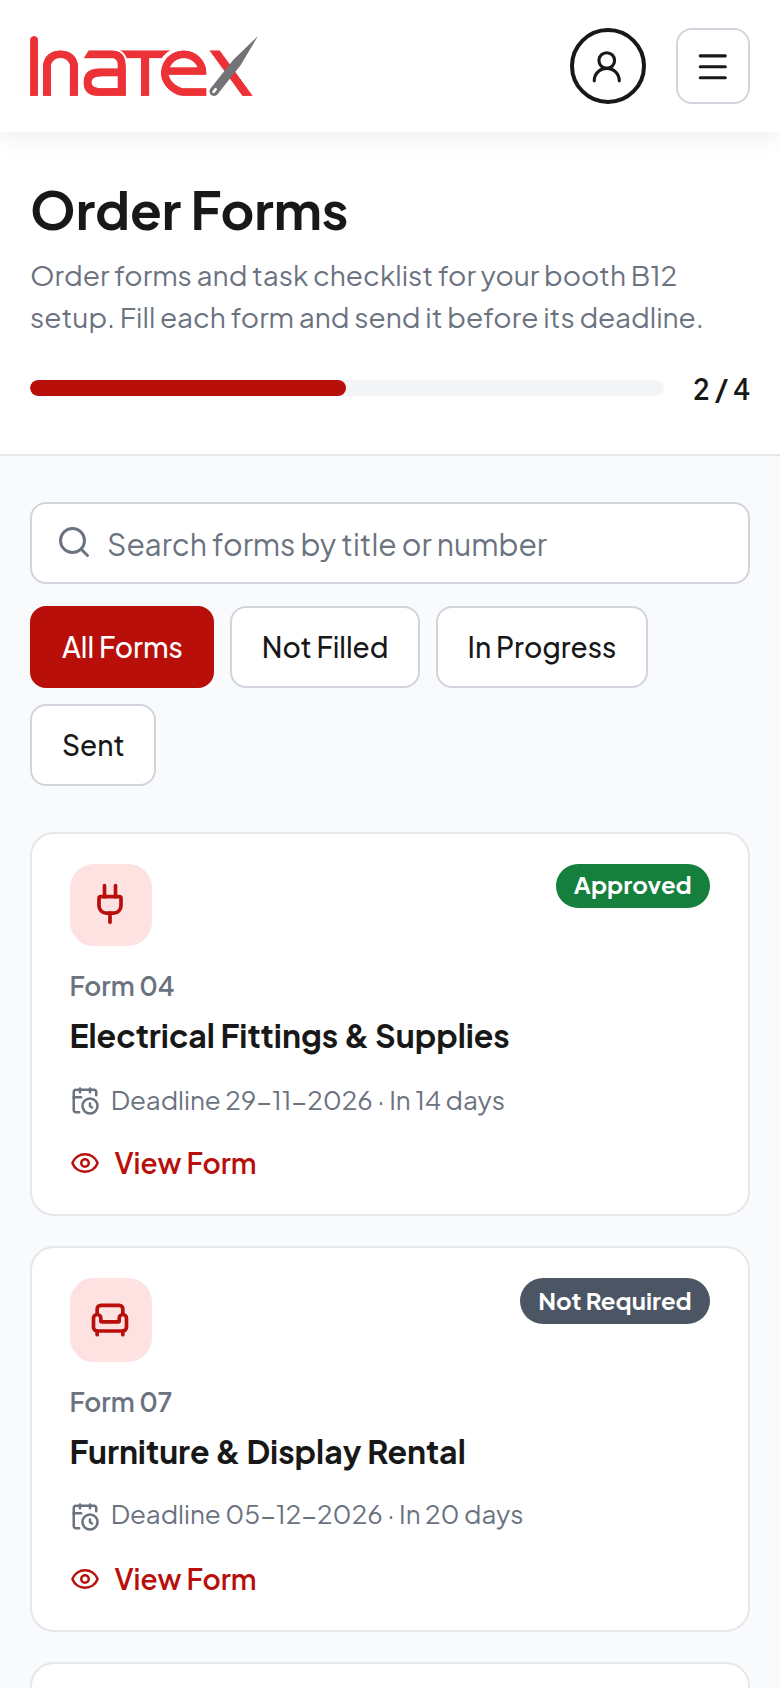 Inatex
Order Forms
Order forms and task checklist for your booth B12
setup. Fill each form and send it before its deadline.
2 / 4
Search forms by title or number
All Forms
Not Filled
In Progress
Sent
Approved
Form 04
Electrical Fittings & Supplies
Deadline 29-11-2026 · In 14 days
View Form
Not Required
Form 07
Furniture & Display Rental
Deadline 05-12-2026 · In 20 days
View Form